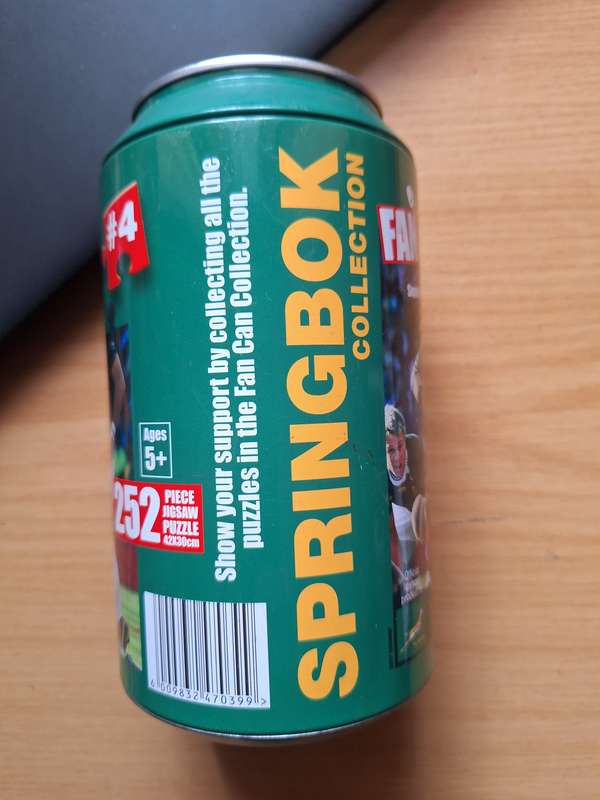 #4
Ages
5+
252
PIECE
JIGSAW
PUZZLE
42X30cm
6 009832 470399 >
Show your support by collecting all the
puzzles in the Fan Can Collection.
SPRINGBOK
COLLECTION
FAN